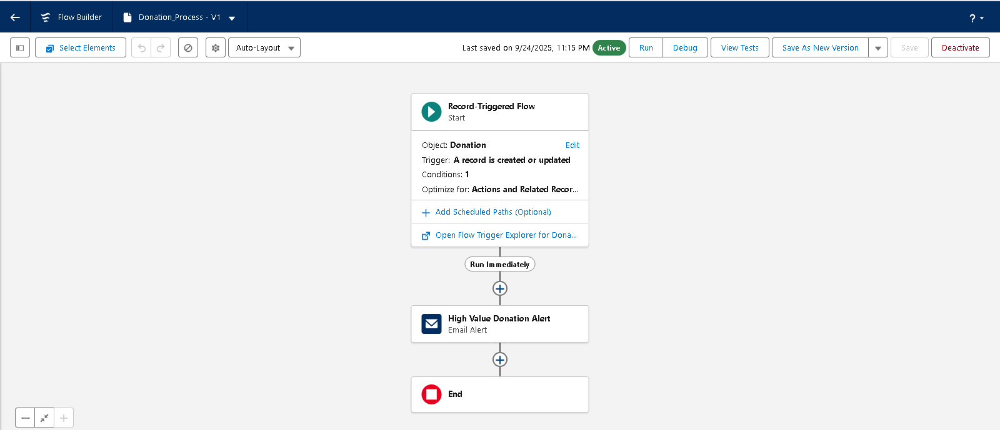 Flow Builder
Donation_Process - V1
?
Select Elements
Auto-Layout
Last saved on 9/24/2025, 11:15 PM
Active
Run
Debug
View Tests
Save As New Version
Save
Deactivate
Record-Triggered Flow
Start
Object: Donation
Edit
Trigger: A record is created or updated
Conditions: 1
Optimize for: Actions and Related Recor...
Add Scheduled Paths (Optional)
Open Flow Trigger Explorer for Dona...
Run Immediately
High Value Donation Alert
Email Alert
End